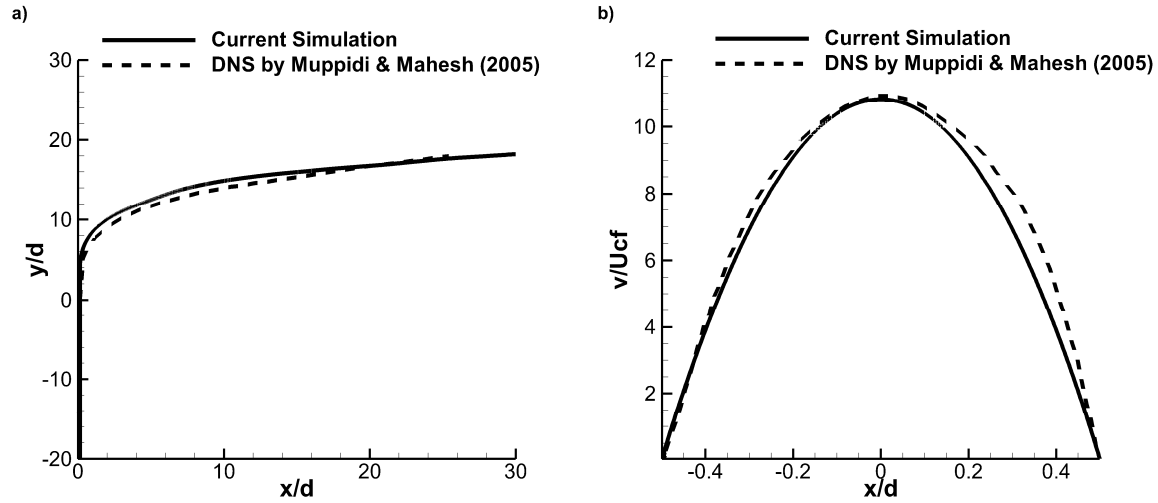 a)
Current Simulation
DNS by Muppidi & Mahesh (2005)
30
20
10
0
-10
-20
y/d
0
10
20
30
x/d
b)
Current Simulation
DNS by Muppidi & Mahesh (2005)
12
10
8
6
4
2
v/Ucf
-0.4
-0.2
0
0.2
0.4
x/d